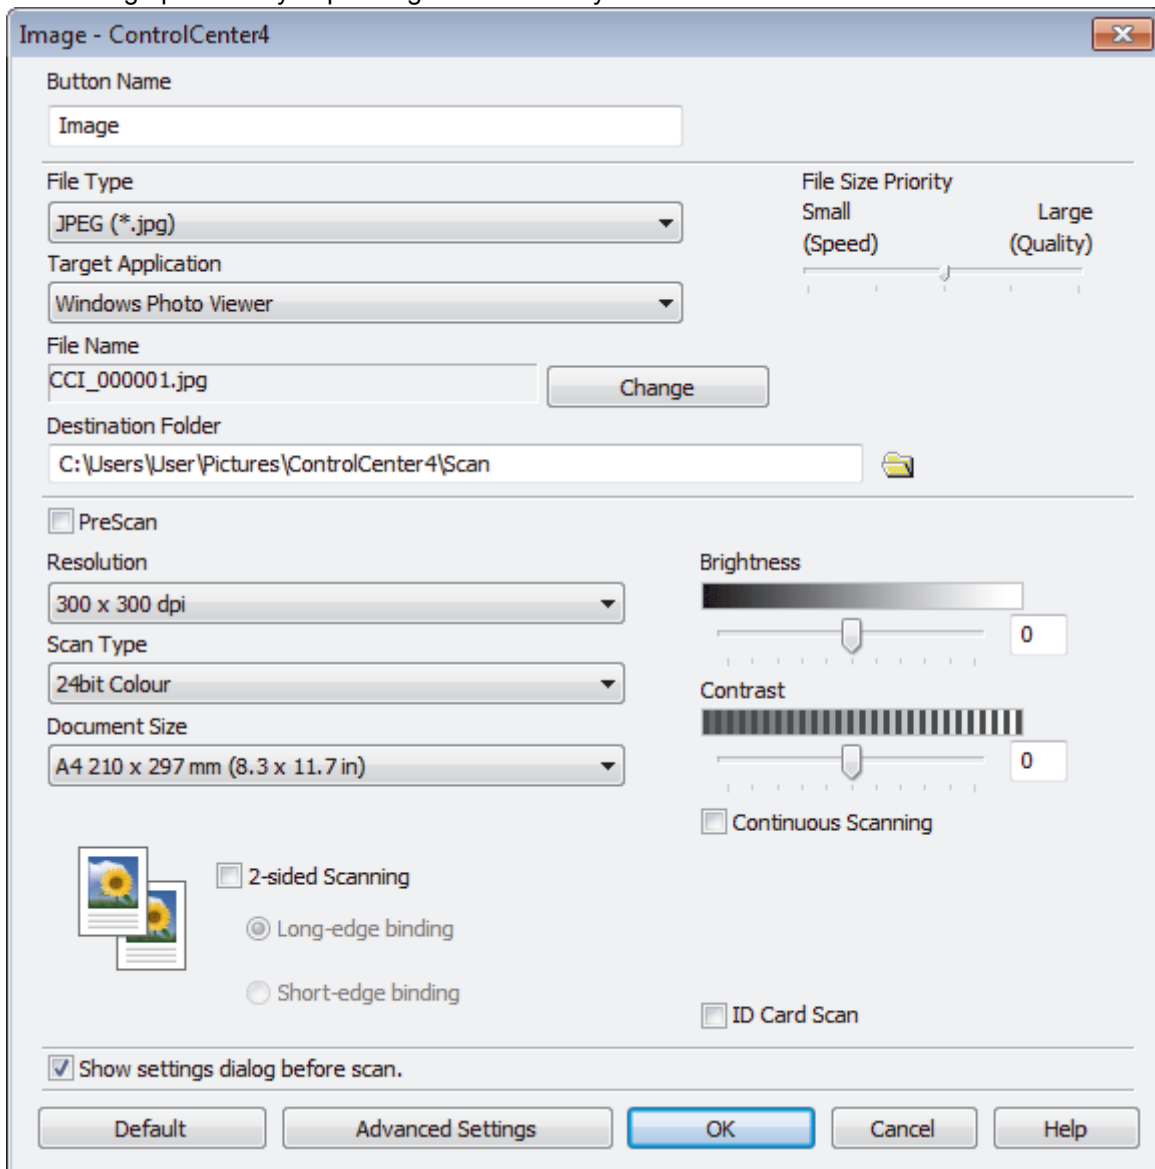 Image - ControlCenter4
Button Name
Image
File Type
JPEG (*.jpg)
File Size Priority
Small Large
(Speed) (Quality)
Target Application
Windows Photo Viewer
File Name
CCI_000001.jpg
Change
Destination Folder
C:\Users\User\Pictures\ControlCenter4\Scan
PreScan
Resolution
300 x 300 dpi
Scan Type
24bit Colour
Document Size
A4 210 x 297 mm (8.3 x 11.7 in)
Brightness
0
Contrast
0
Continuous Scanning
2-sided Scanning
Long-edge binding
Short-edge binding
ID Card Scan
Show settings dialog before scan.
Default Advanced Settings OK Cancel Help